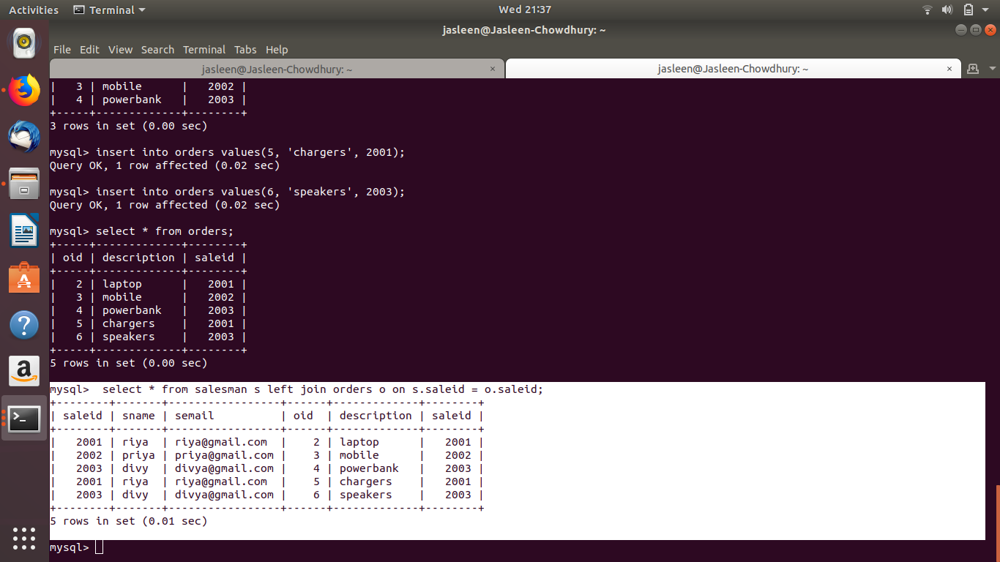 Activities Terminal Wed 21:37
jasleen@Jasleen-Chowdhury: ~
File Edit View Search Terminal Tabs Help
jasleen@Jasleen-Chowdhury: ~ × jasleen@Jasleen-Chowdhury: ~ ×
|   3 | mobile      |   2002 |
|   4 | powerbank   |   2003 |
+-----+-------------+--------+
3 rows in set (0.00 sec)
mysql> insert into orders values(5, 'chargers', 2001);
Query OK, 1 row affected (0.02 sec)
mysql> insert into orders values(6, 'speakers', 2003);
Query OK, 1 row affected (0.02 sec)
mysql> select * from orders;
+-----+-------------+--------+
| oid | description | saleid |
+-----+-------------+--------+
|   2 | laptop      |   2001 |
|   3 | mobile      |   2002 |
|   4 | powerbank   |   2003 |
|   5 | chargers    |   2001 |
|   6 | speakers    |   2003 |
+-----+-------------+--------+
5 rows in set (0.00 sec)
mysql>  select * from salesman s left join orders o on s.saleid = o.saleid;
+--------+-------+-----------------+------+-------------+--------+
| saleid | sname | semail          | oid  | description | saleid |
+--------+-------+-----------------+------+-------------+--------+
|   2001 | riya  | riya@gmail.com  |    2 | laptop      |   2001 |
|   2002 | priya | priya@gmail.com |    3 | mobile      |   2002 |
|   2003 | divy  | divya@gmail.com |    4 | powerbank   |   2003 |
|   2001 | riya  | riya@gmail.com  |    5 | chargers    |   2001 |
|   2003 | divy  | divya@gmail.com |    6 | speakers    |   2003 |
+--------+-------+-----------------+------+-------------+--------+
5 rows in set (0.01 sec)
mysql>